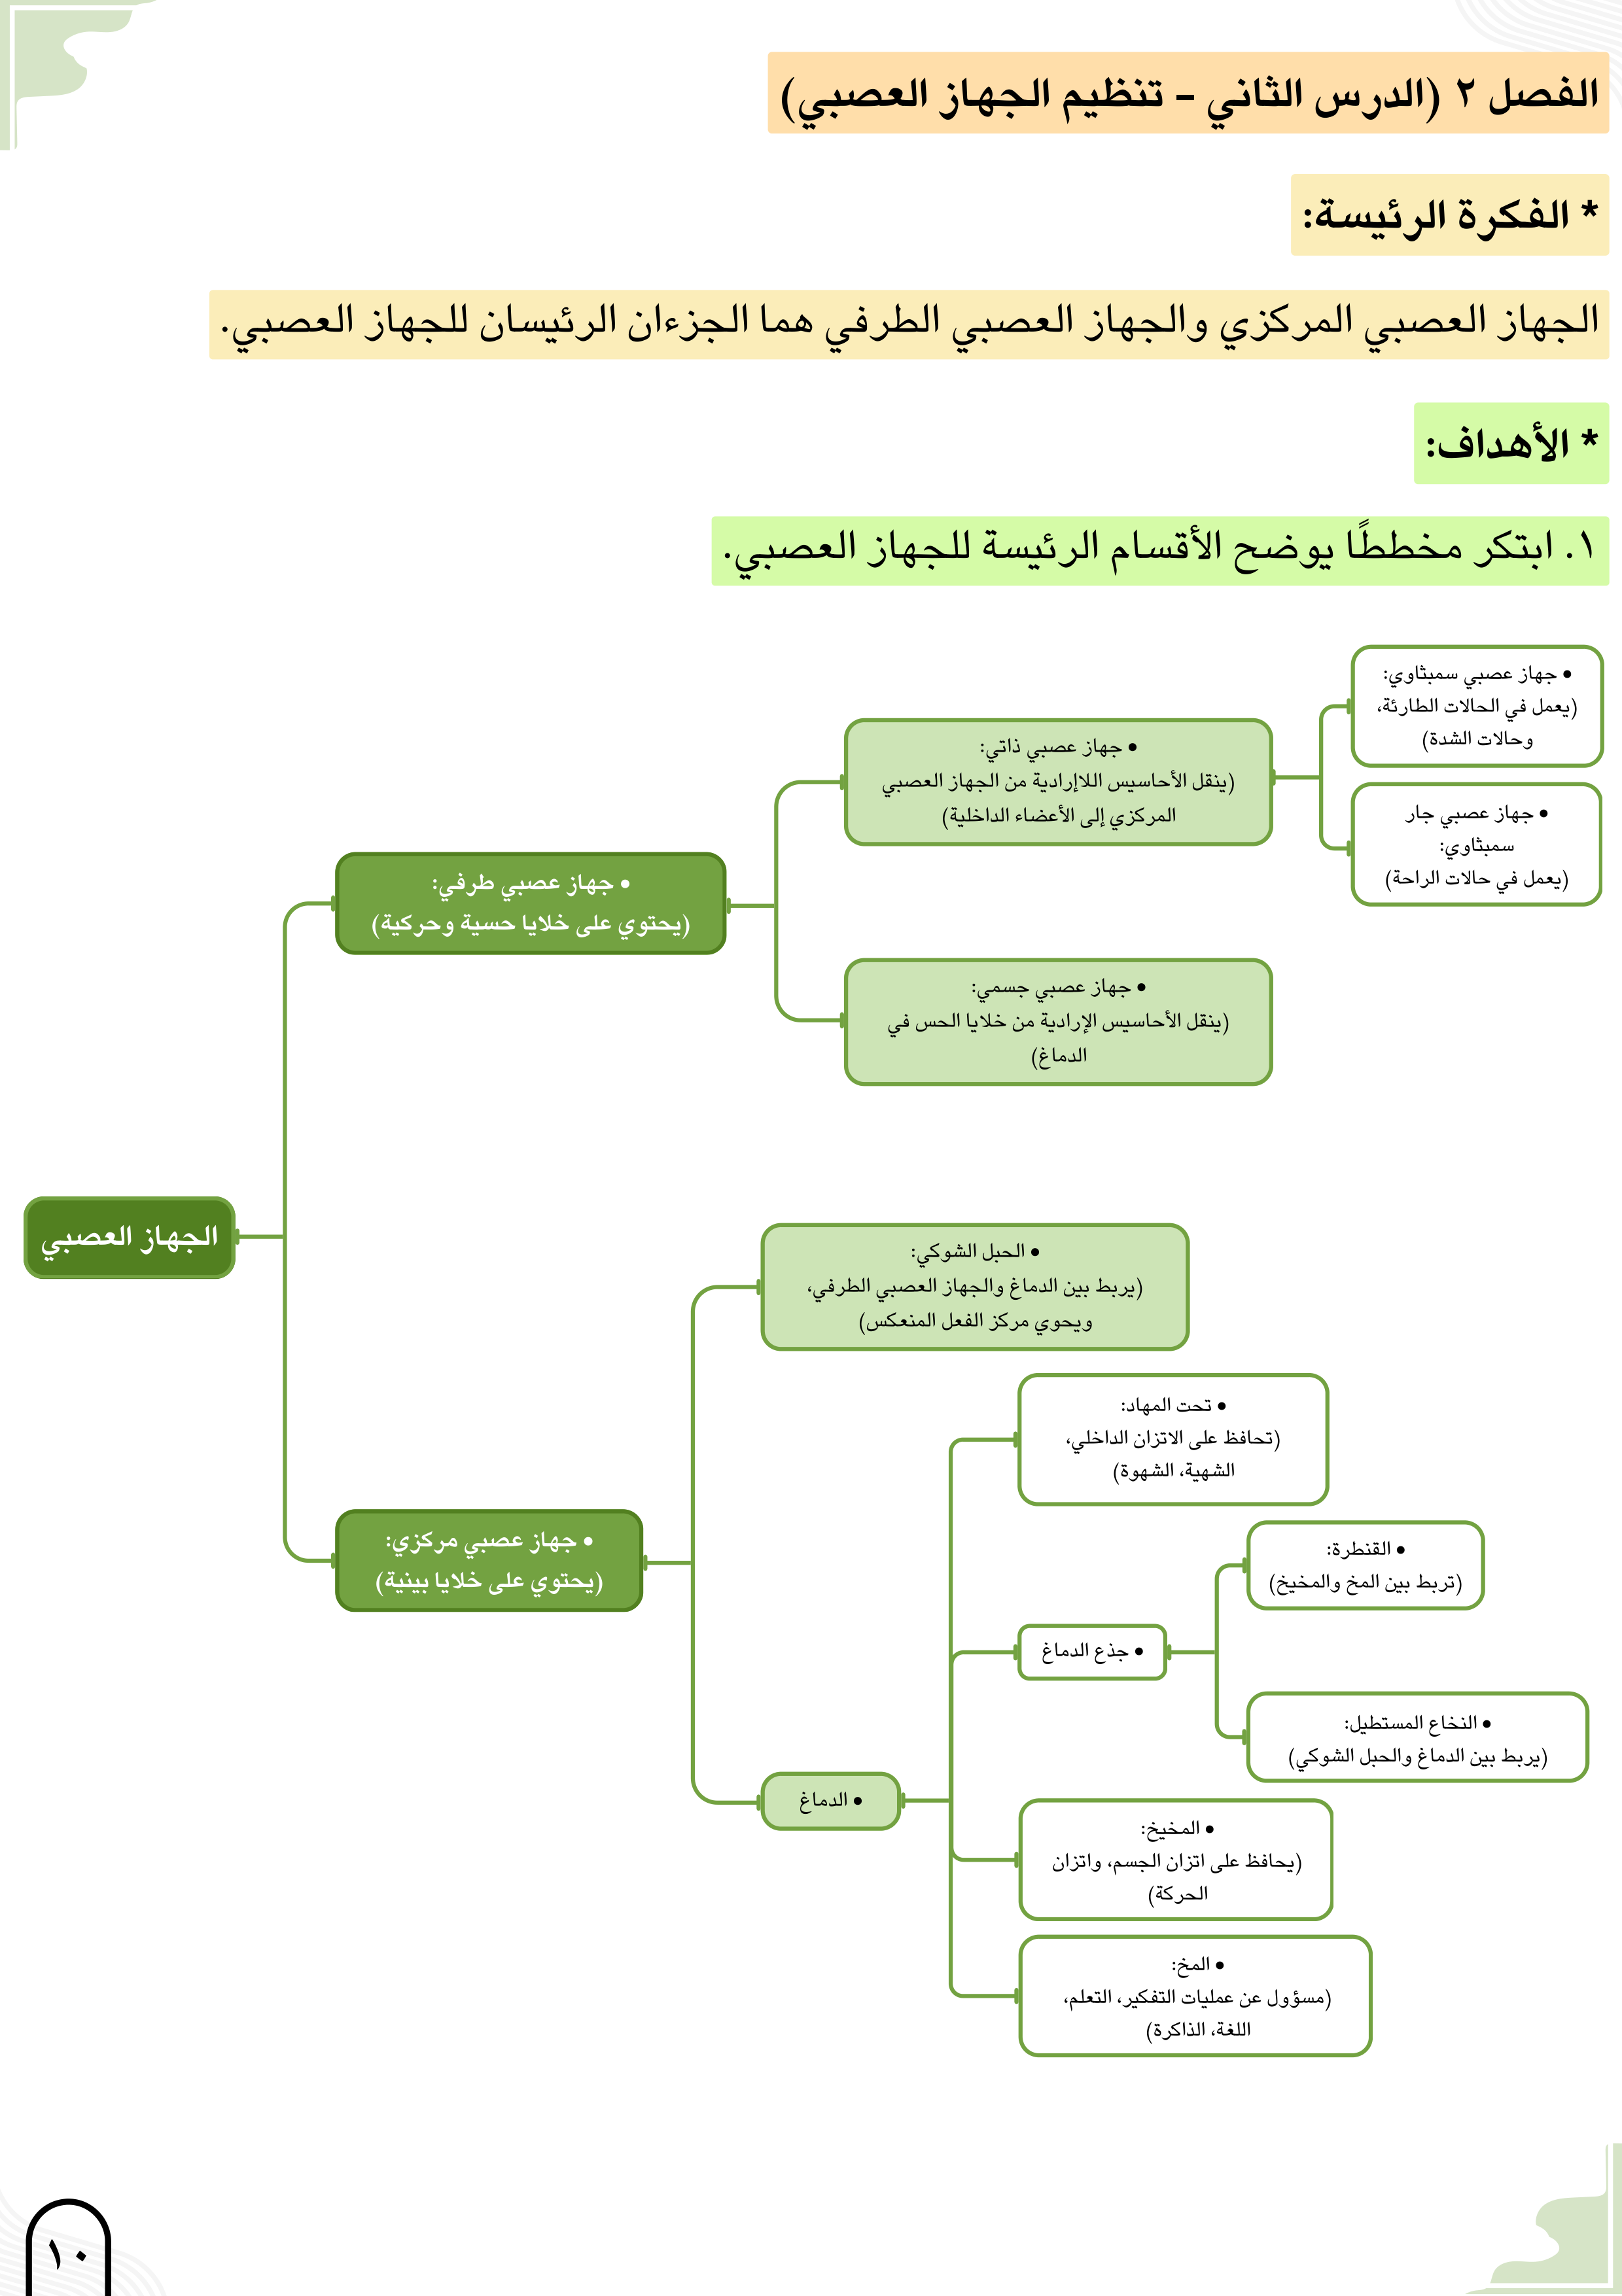 الفصل ٢ (الدرس الثاني - تنظيم الجهاز العصبي)
* الفكرة الرئيسة:
الجهاز العصبي المركزي والجهاز العصبي الطرفي هما الجزءان الرئيسان للجهاز العصبي.
* الأهداف:
١. ابتكر مخططًا يوضح الأقسام الرئيسة للجهاز العصبي.
الجهاز العصبي
• جهاز عصبي طرفي:
(يحتوي على خلايا حسية وحركية)
• جهاز عصبي ذاتي:
(ينقل الأحاسيس اللاإرادية من الجهاز العصبي
المركزي إلى الأعضاء الداخلية)
• جهاز عصبي سمبثاوي:
(يعمل في الحالات الطارئة،
وحالات الشدة)
• جهاز عصبي جار
سمبثاوي:
(يعمل في حالات الراحة)
• جهاز عصبي جسمي:
(ينقل الأحاسيس الإرادية من خلايا الحس في
الدماغ)
• جهاز عصبي مركزي:
(يحتوي على خلايا بينية)
• الحبل الشوكي:
(يربط بين الدماغ والجهاز العصبي الطرفي،
ويحوي مركز الفعل المنعكس)
• الدماغ
• تحت المهاد:
(تحافظ على الاتزان الداخلي،
الشهية، الشهوة)
• جذع الدماغ
• القنطرة:
(تربط بين المخ والمخيخ)
• النخاع المستطيل:
(يربط بين الدماغ والحبل الشوكي)
• المخيخ:
(يحافظ على اتزان الجسم، واتزان
الحركة)
• المخ:
(مسؤول عن عمليات التفكير، التعلم،
اللغة، الذاكرة)
١٠